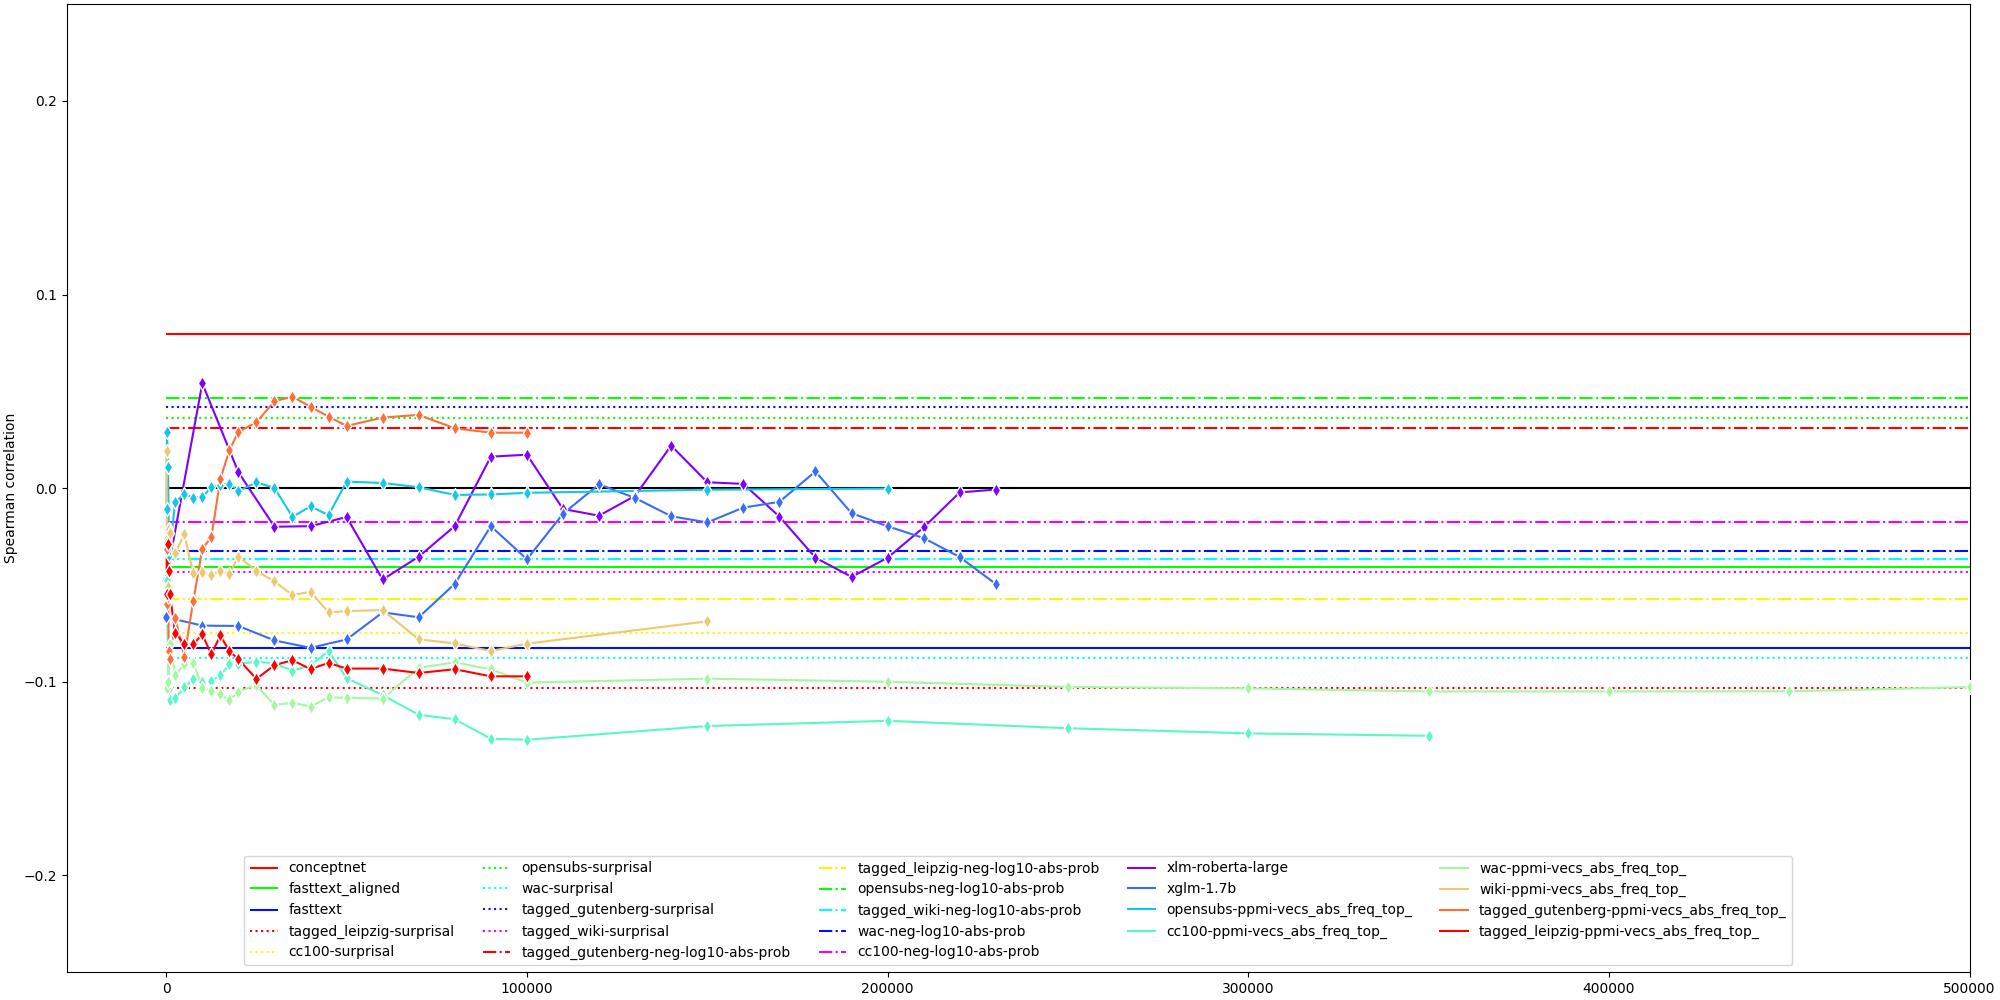 0.2
0.1
0.0
−0.1
−0.2
Spearman correlation
conceptnet
fasttext_aligned
fasttext
tagged_leipzig-surprisal
cc100-surprisal
opensubs-surprisal
wac-surprisal
tagged_gutenberg-surprisal
tagged_wiki-surprisal
tagged_gutenberg-neg-log10-abs-prob
tagged_leipzig-neg-log10-abs-prob
opensubs-neg-log10-abs-prob
tagged_wiki-neg-log10-abs-prob
wac-neg-log10-abs-prob
cc100-neg-log10-abs-prob
xlm-roberta-large
xglm-1.7b
opensubs-ppmi-vecs_abs_freq_top_
cc100-ppmi-vecs_abs_freq_top_
wac-ppmi-vecs_abs_freq_top_
wiki-ppmi-vecs_abs_freq_top_
tagged_gutenberg-ppmi-vecs_abs_freq_top_
tagged_leipzig-ppmi-vecs_abs_freq_top_
0 100000 200000 300000 400000 500000